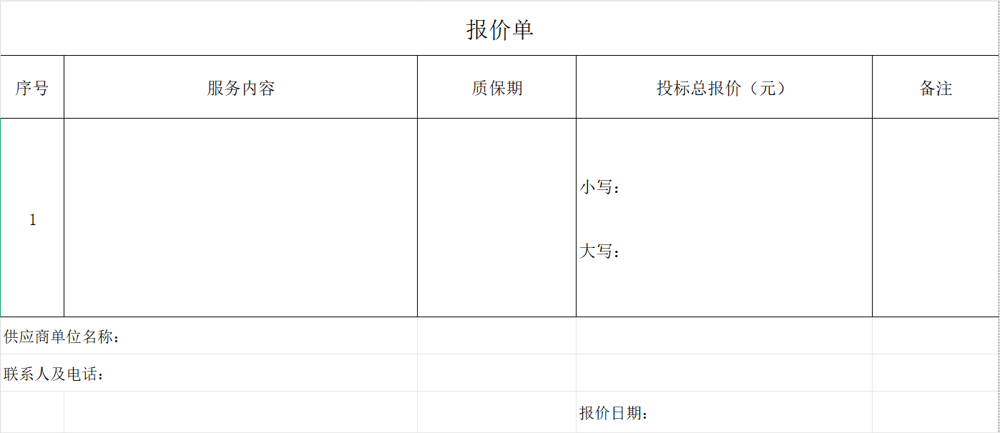 报价单
序号 服务内容 质保期 投标总报价（元） 备注
1
小写：
大写：
供应商单位名称：
联系人及电话：
报价日期：